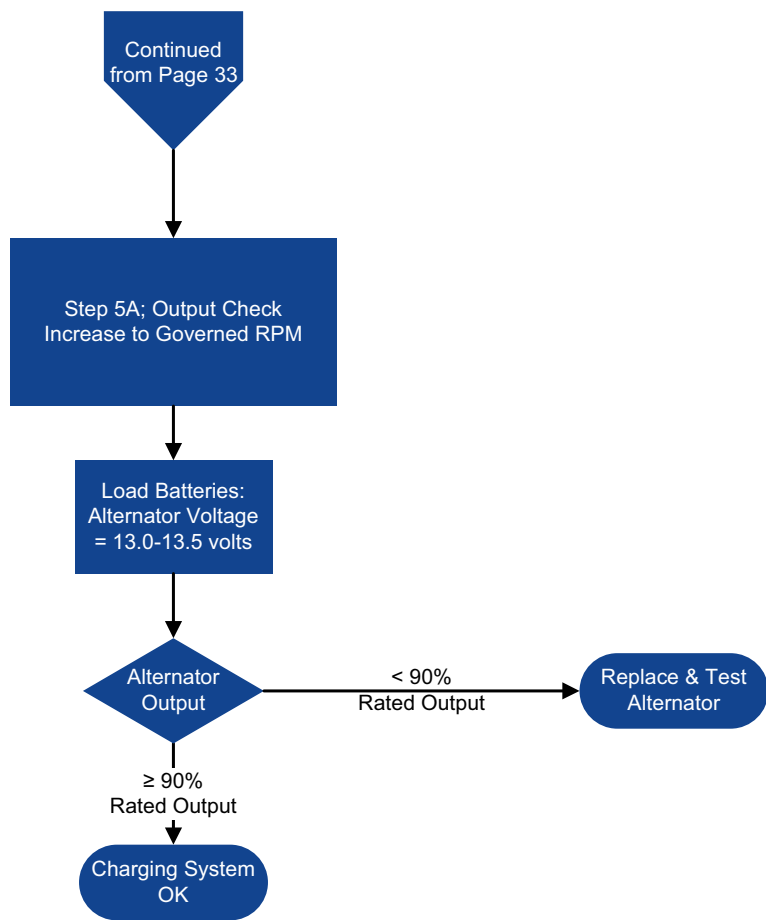 Continued
from Page 33
Step 5A; Output Check
Increase to Governed RPM
Load Batteries:
Alternator Voltage
= 13.0-13.5 volts
Alternator
Output
< 90%
Rated Output
Replace & Test
Alternator
≥ 90%
Rated Output
Charging System
OK